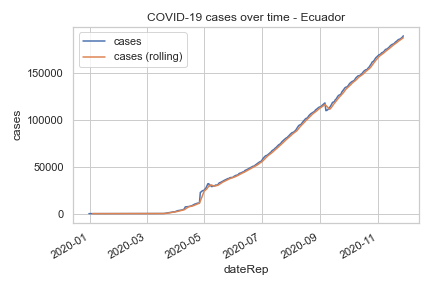 COVID-19 cases over time - Ecuador
cases
cases (rolling)
cases
150000
100000
50000
0
2020-01
2020-03
2020-05
2020-07
2020-09
2020-11
dateRep